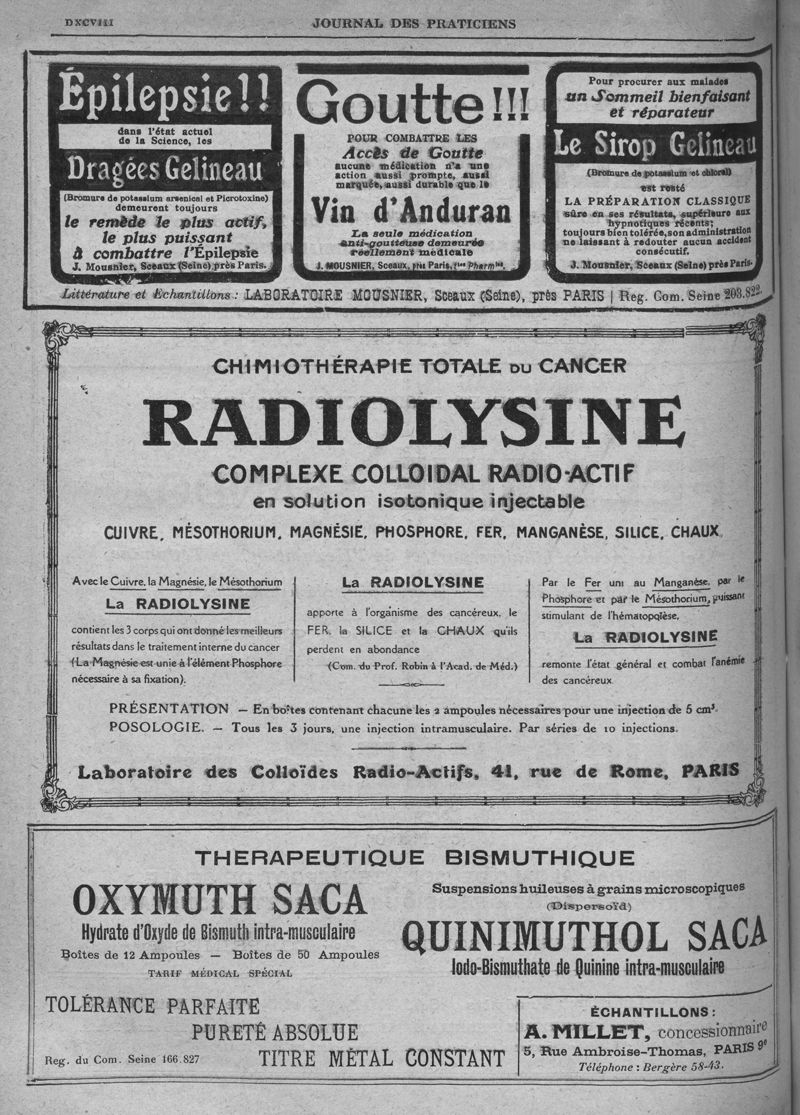 DXCVIII
JOURNAL DES PRATICIENS
Épilepsie!!
dans l'état actuel
de la Science, les
Dragées Gelineau
(Bromure de potassium arsenical et Picrotoxine)
demeurent toujours
le remède le plus actif,
le plus puissant
à combattre l'Épilepsie
J. Mousnier, Sceaux (Seine) près Paris.
Goutte!!!
POUR COMBATTRE LES
Accès de Goutte
aucune médication n'a une
action aussi prompte, aussi
marquée, aussi durable que le
Vin d'Anduran
La seule médication
anti-goutteuse demeurée
réellement médicale
J. MOUSNIER, Sceaux, près Paris,
Pour procurer aux malades
un Sommeil bienfaisant
et réparateur
Le Sirop Gelineau
(Bromure de potassium et chloral)
est resté
LA PRÉPARATION CLASSIQUE
sûre en ses résultats, supérieure aux
hypnotiques récents;
toujours bien tolérée, son administration
ne laissant à redouter aucun accident
consécutif.
J. Mousnier, Sceaux (Seine) près Paris.
Littérature et Echantillons: LABORATOIRE MOUSNIER, Sceaux (Seine), près PARIS | Reg. Com. Seine 203.822.
CHIMIOTHÉRAPIE TOTALE DU CANCER
RADIOLYSINE
COMPLEXE COLLOIDAL RADIO-ACTIF
en solution isotonique injectable
CUIVRE, MÉSOTHORIUM, MAGNÉSIE, PHOSPHORE, FER, MANGANÈSE, SILICE, CHAUX.
Avec le Cuivre, la Magnésie, le Mésothorium
La RADIOLYSINE
contient les 3 corps qui ont donné les meilleurs
résultats dans le traitement interne du cancer
(La Magnésie est unie à l'élément Phosphore
nécessaire à sa fixation).
La RADIOLYSINE
apporte à l'organisme des cancéreux, le
FER, la SILICE et la CHAUX qu'ils
perdent en abondance
(Com. du Prof. Robin à l'Acad. de Méd.)
Par le Fer uni au Manganèse, par le
Phosphore et par le Mésothorium, puissant
stimulant de l'hématopoïèse,
La RADIOLYSINE
remonte l'état général et combat l'anémie
des cancéreux.
PRÉSENTATION — En boîtes contenant chacune les 2 ampoules nécessaires pour une injection de 5 cm³.
POSOLOGIE. — Tous les 3 jours, une injection intramusculaire. Par séries de 10 injections.
Laboratoire des Colloïdes Radio-Actifs, 41, rue de Rome, PARIS
THERAPEUTIQUE BISMUTHIQUE
OXYMUTH SACA
Hydrate d'Oxyde de Bismuth intra-musculaire
Boîtes de 12 Ampoules — Boîtes de 50 Ampoules
TARIF MÉDICAL SPÉCIAL
Suspensions huileuses à grains microscopiques
(Dispersoïd)
QUINIMUTHOL SACA
Iodo-Bismuthate de Quinine intra-musculaire
TOLÉRANCE PARFAITE
PURETÉ ABSOLUE
Reg. du Com. Seine 166.827
TITRE MÉTAL CONSTANT
ÉCHANTILLONS:
A. MILLET, concessionnaire
5, Rue Ambroise-Thomas, PARIS 9e
Téléphone: Bergère 58-43.